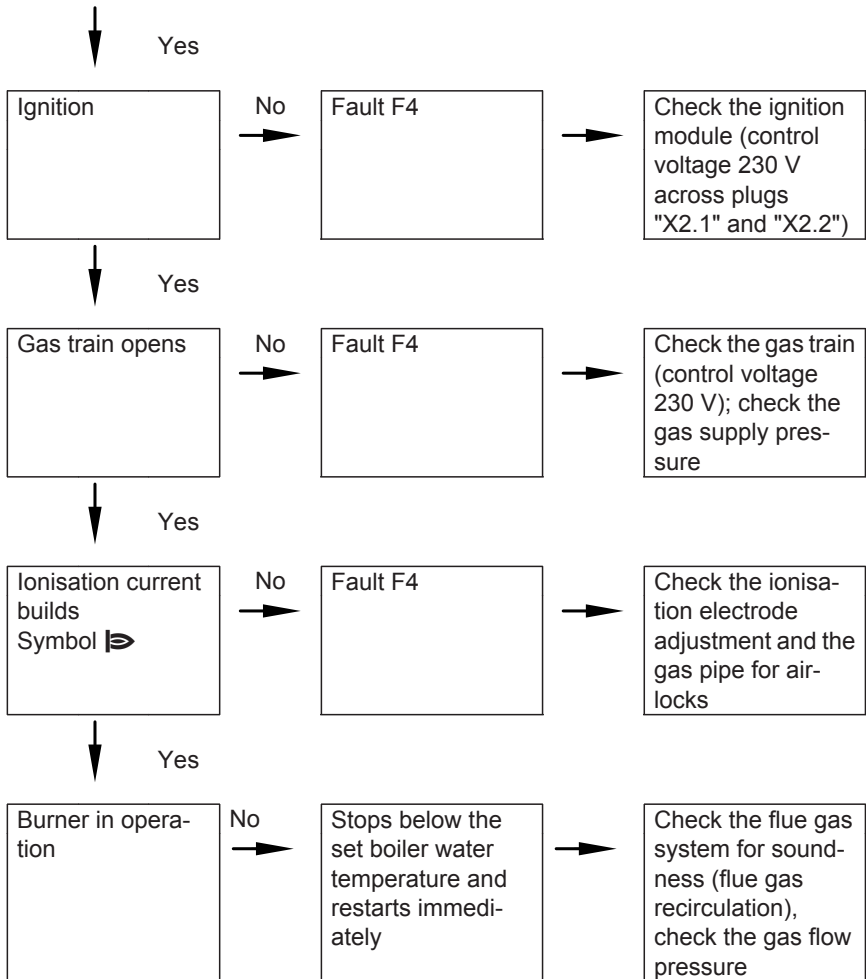 Yes
Ignition
No
Fault F4
Check the ignition
module (control
voltage 230 V
across plugs
"X2.1" and "X2.2")
Yes
Gas train opens
No
Fault F4
Check the gas train
(control voltage
230 V); check the
gas supply pres-
sure
Yes
Ionisation current
builds
Symbol
No
Fault F4
Check the ionisa-
tion electrode
adjustment and the
gas pipe for air-
locks
Yes
Burner in opera-
tion
No
Stops below the
set boiler water
temperature and
restarts immedi-
ately
Check the flue gas
system for sound-
ness (flue gas
recirculation),
check the gas flow
pressure